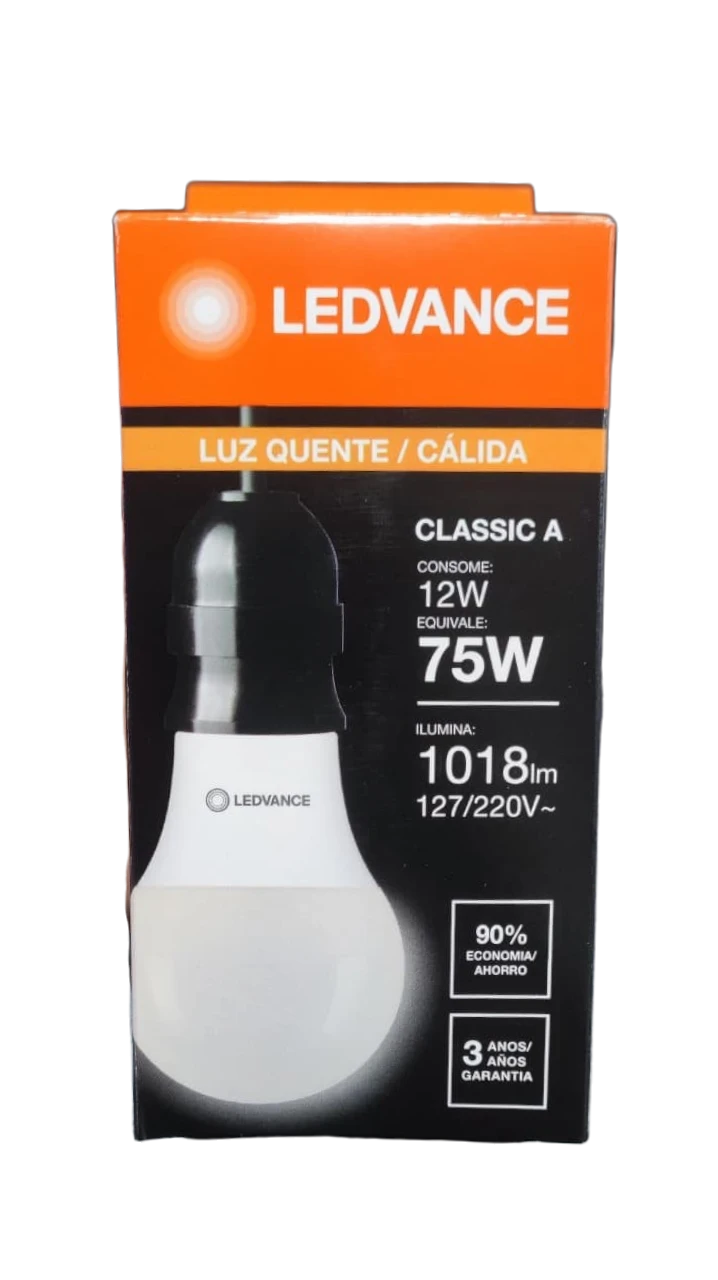 LEDVANCE
LUZ QUENTE / CÁLIDA
CLASSIC A
CONSOME:
12W
EQUIVALE:
75W
ILUMINA:
1018lm
127/220V~
LEDVANCE
90%
ECONOMIA/
AHORRO
3 ANOS/
AÑOS
GARANTIA